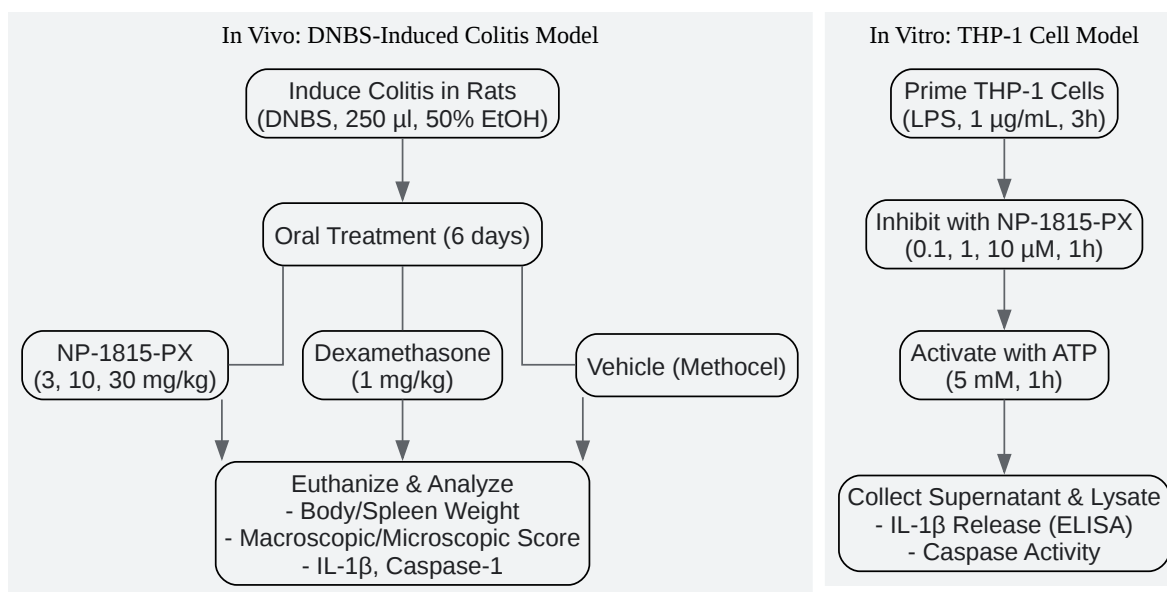 In Vivo: DNBS-Induced Colitis Model
Induce Colitis in Rats
(DNBS, 250 µl, 50% EtOH)
Oral Treatment (6 days)
NP-1815-PX
(3, 10, 30 mg/kg)
Dexamethasone
(1 mg/kg)
Vehicle (Methocel)
Euthanize & Analyze
- Body/Spleen Weight
- Macroscopic/Microscopic Score
- IL-1β, Caspase-1
In Vitro: THP-1 Cell Model
Prime THP-1 Cells
(LPS, 1 µg/mL, 3h)
Inhibit with NP-1815-PX
(0.1, 1, 10 µM, 1h)
Activate with ATP
(5 mM, 1h)
Collect Supernatant & Lysate
- IL-1β Release (ELISA)
- Caspase Activity